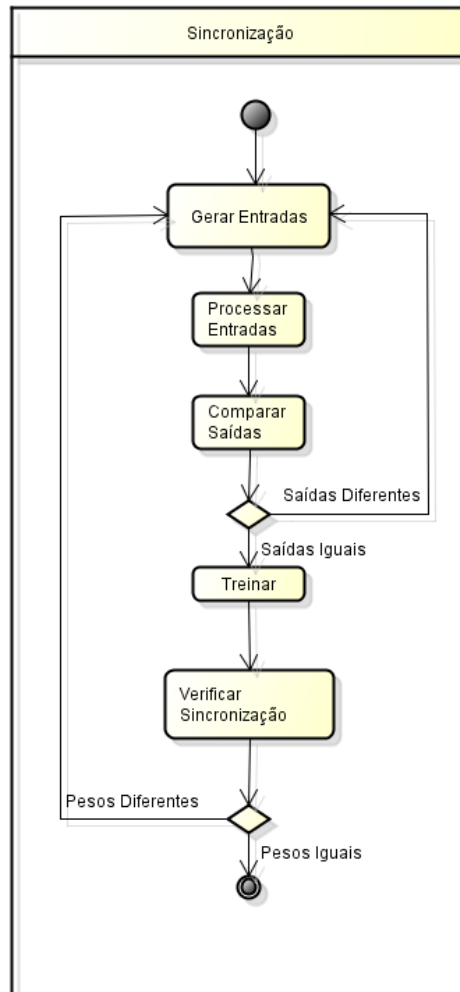 Sincronização
Gerar Entradas
Processar
Entradas
Comparar
Saídas
Saídas Diferentes
Saídas Iguais
Treinar
Verificar
Sincronização
Pesos Diferentes
Pesos Iguais